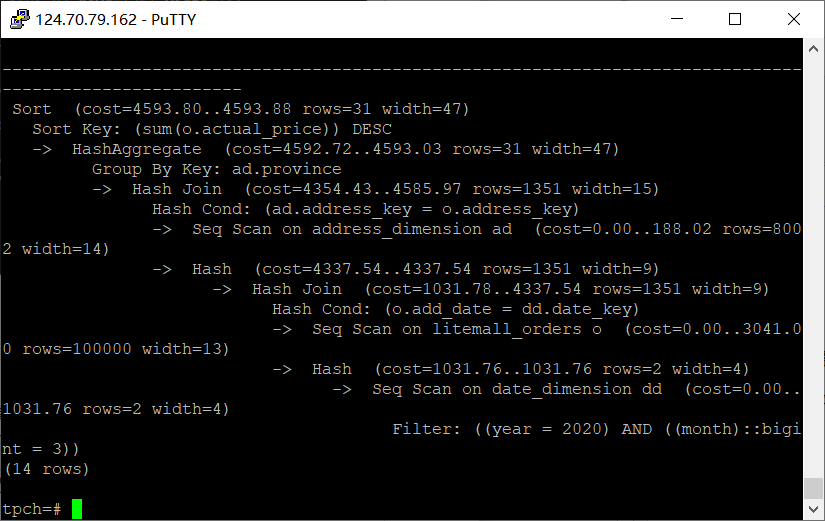 124.70.79.162 - PuTTY
--------------------------------------------------------------------------------
------------------------
 Sort  (cost=4593.80..4593.88 rows=31 width=47)
   Sort Key: (sum(o.actual_price)) DESC
   ->  HashAggregate  (cost=4592.72..4593.03 rows=31 width=47)
         Group By Key: ad.province
         ->  Hash Join  (cost=4354.43..4585.97 rows=1351 width=15)
               Hash Cond: (ad.address_key = o.address_key)
               ->  Seq Scan on address_dimension ad  (cost=0.00..188.02 rows=800
2 width=14)
               ->  Hash  (cost=4337.54..4337.54 rows=1351 width=9)
                     ->  Hash Join  (cost=1031.78..4337.54 rows=1351 width=9)
                           Hash Cond: (o.add_date = dd.date_key)
                           ->  Seq Scan on litemall_orders o  (cost=0.00..3041.0
0 rows=100000 width=13)
                           ->  Hash  (cost=1031.76..1031.76 rows=2 width=4)
                                 ->  Seq Scan on date_dimension dd  (cost=0.00..
1031.76 rows=2 width=4)
                                       Filter: ((year = 2020) AND ((month)::bigi
nt = 3))
(14 rows)
tpch=#